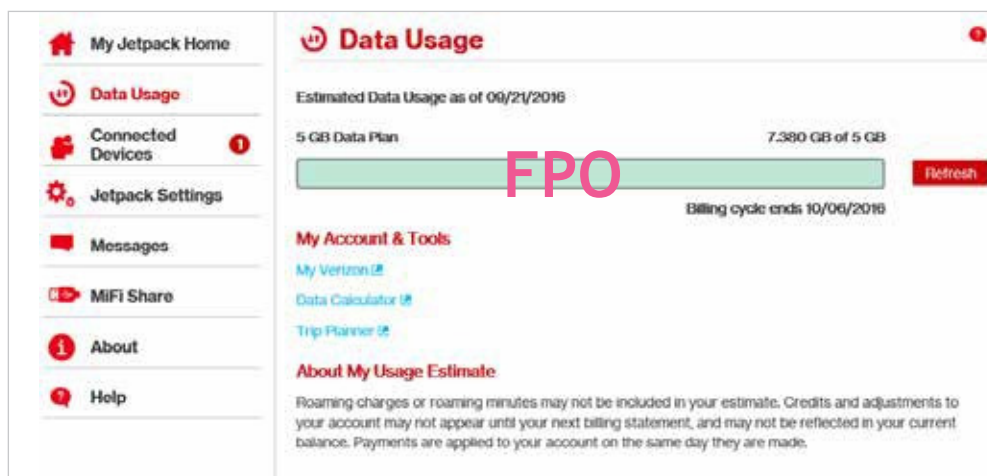 My Jetpack Home
Data Usage
Connected
Devices
1
Jetpack Settings
Messages
MiFi Share
About
Help
Data Usage
Estimated Data Usage as of 09/21/2016
5 GB Data Plan
7.380 GB of 5 GB
FPO
Refresh
Billing cycle ends 10/06/2016
My Account & Tools
My Verizon
Data Calculator
Trip Planner
About My Usage Estimate
Roaming charges or roaming minutes may not be included in your estimate. Credits and adjustments to
your account may not appear until your next billing statement, and may not be reflected in your current
balance. Payments are applied to your account on the same day they are made.